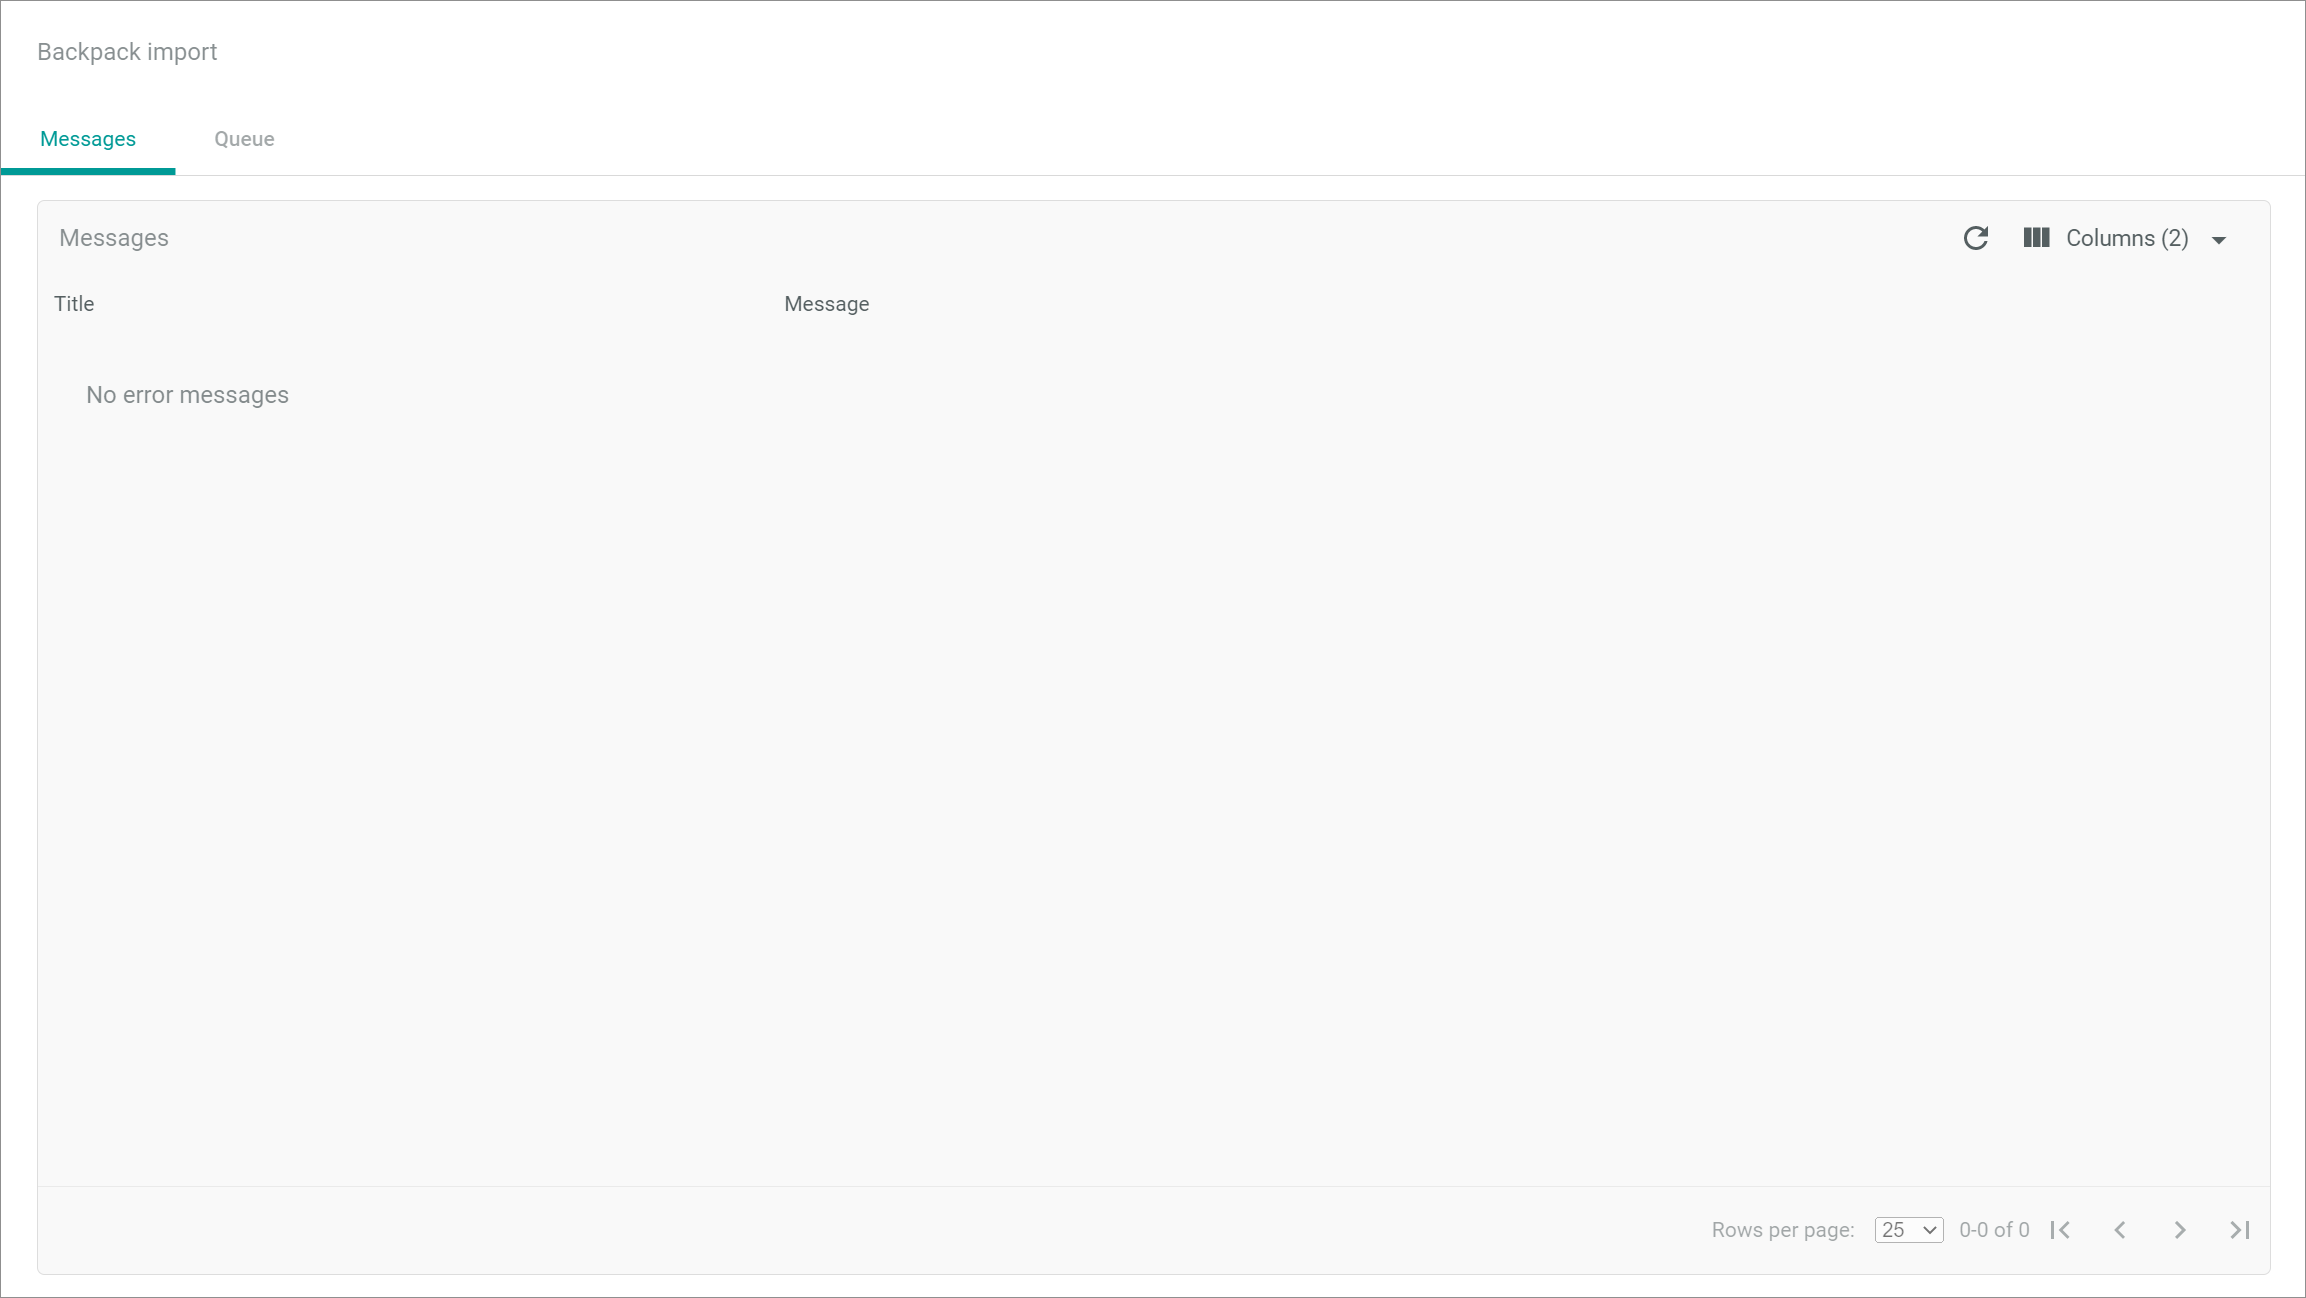 Backpack import
Messages
Queue
Messages
Columns (2)
Title
Message
No error messages
Rows per page:
25
0-0 of 0